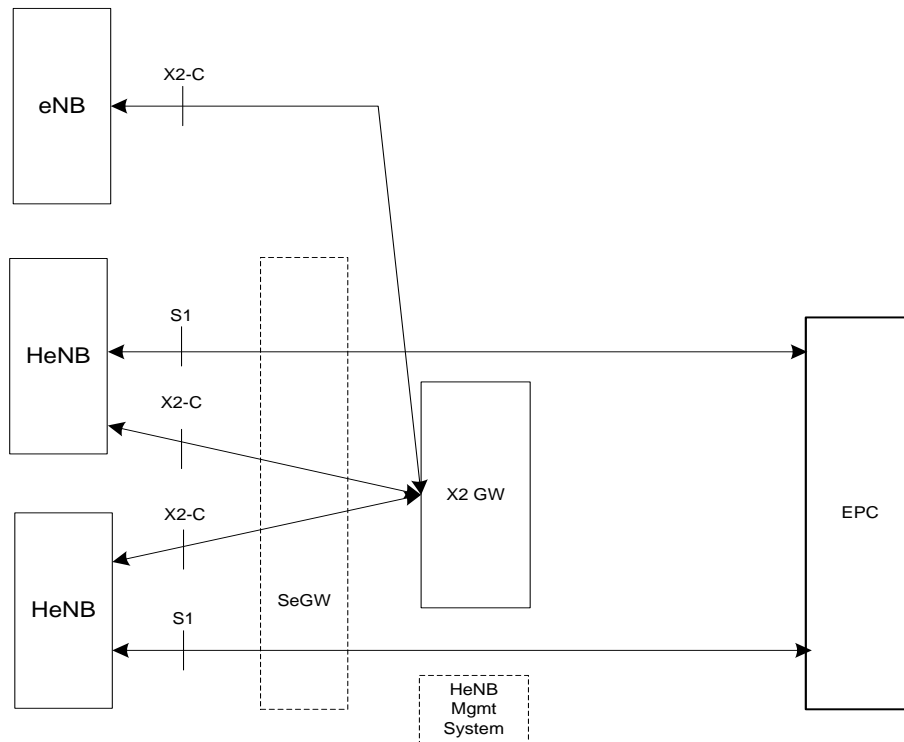 X2-C
eNB
S1
HeNB
X2-C
X2 GW
EPC
X2-C
SeGW
HeNB
S1
HeNB
Mgmt
System